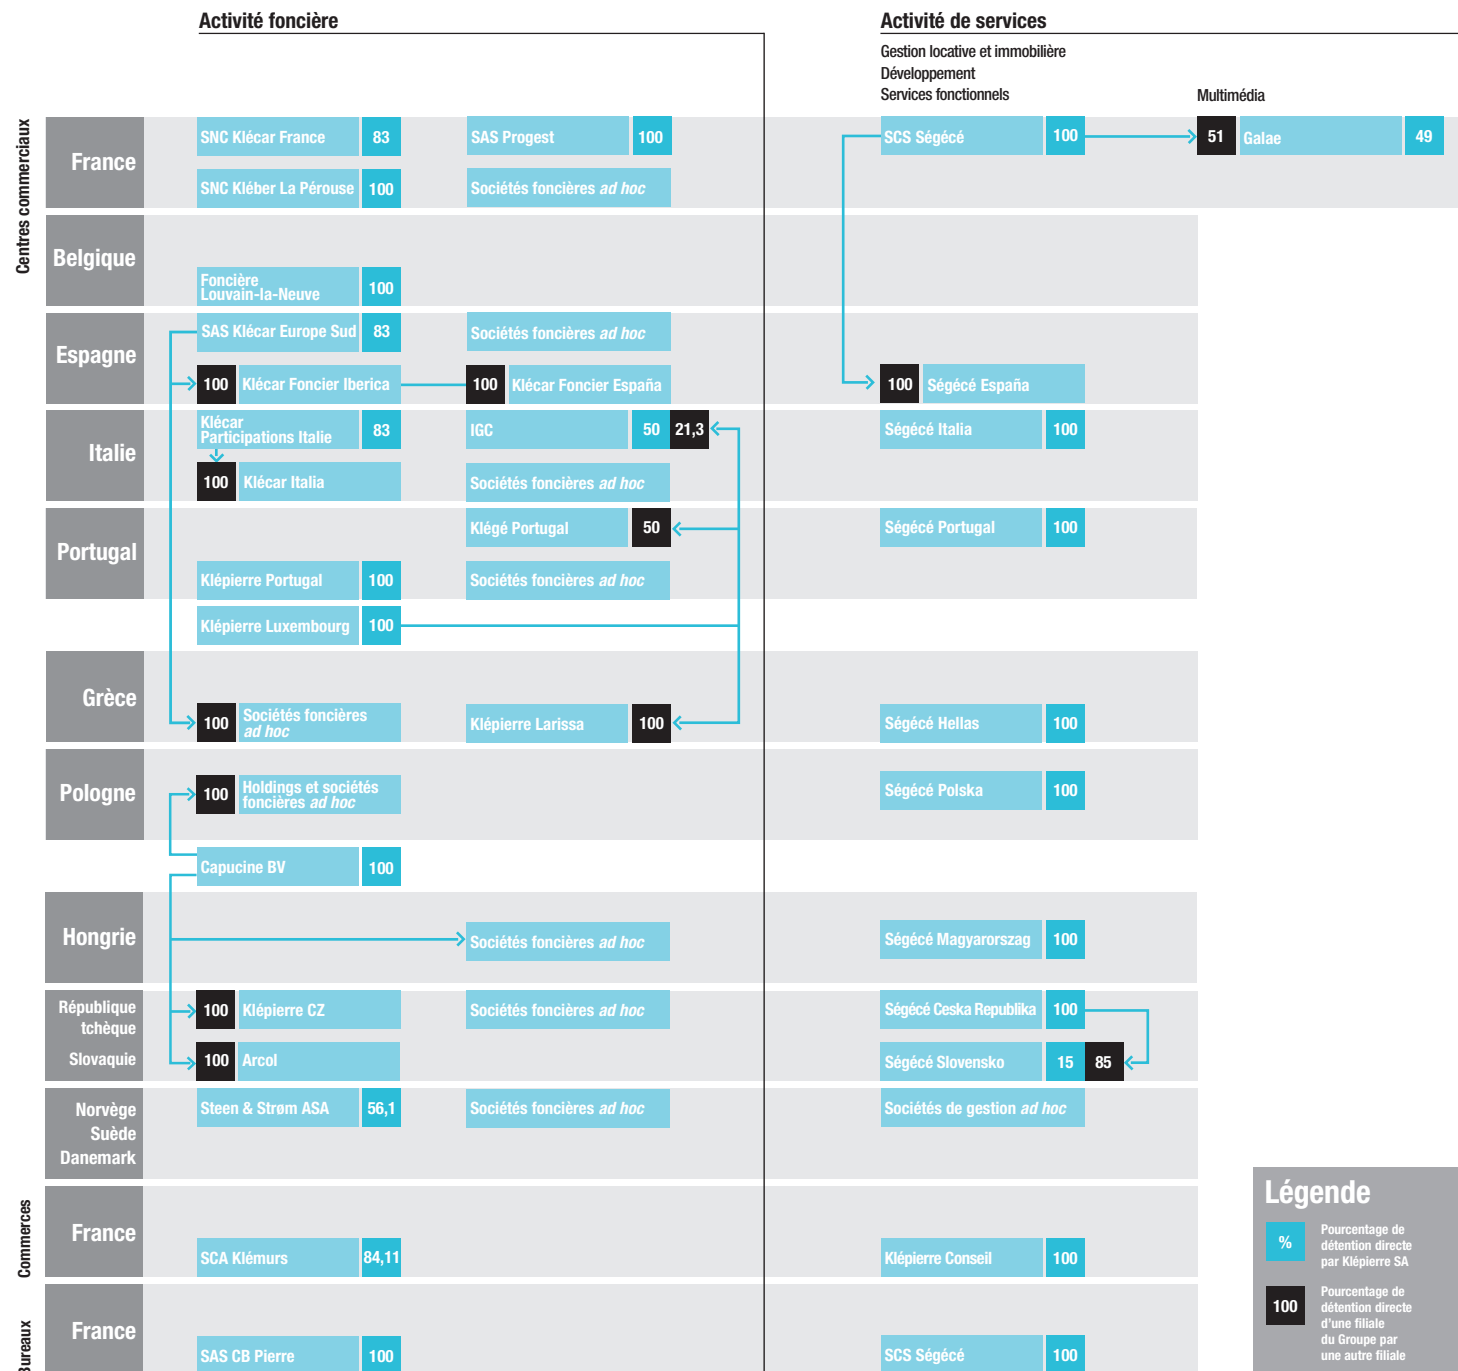 Activité foncière
Activité de services
Gestion locative et immobilière
Développement
Services fonctionnels
Multimédia
Centres commerciaux
France
SNC Klécar France 83
SAS Progest 100
SCS Ségécé 100
51 Galae 49
SNC Kléber La Pérouse 100
Sociétés foncières ad hoc
Belgique
Foncière
Louvain-la-Neuve 100
Espagne
SAS Klécar Europe Sud 83
Sociétés foncières ad hoc
100 Klécar Foncier Iberica
100 Klécar Foncier España
100 Ségécé España
Italie
Klécar
Participations Italie 83
IGC 50 21,3
Ségécé Italia 100
100 Klécar Italia
Sociétés foncières ad hoc
Portugal
Klégé Portugal 50
Ségécé Portugal 100
Klépierre Portugal 100
Sociétés foncières ad hoc
Klépierre Luxembourg 100
Grèce
100 Sociétés foncières
ad hoc
Klépierre Larissa 100
Ségécé Hellas 100
Pologne
100 Holdings et sociétés
foncières ad hoc
Ségécé Polska 100
Capucine BV 100
Hongrie
Sociétés foncières ad hoc
Ségécé Magyarorszag 100
République
tchèque
100 Klépierre CZ
Sociétés foncières ad hoc
Ségécé Ceska Republika 100
Slovaquie
100 Arcol
Ségécé Slovensko 15 85
Norvège
Suède
Danemark
Steen & Strøm ASA 56,1
Sociétés foncières ad hoc
Sociétés de gestion ad hoc
Commerces
France
SCA Klémurs 84,11
Klépierre Conseil 100
Bureaux
France
SAS CB Pierre 100
SCS Ségécé 100
Légende
%
Pourcentage de
détention directe
par Klépierre SA
100
Pourcentage de
détention directe
d'une filiale
du Groupe par
une autre filiale